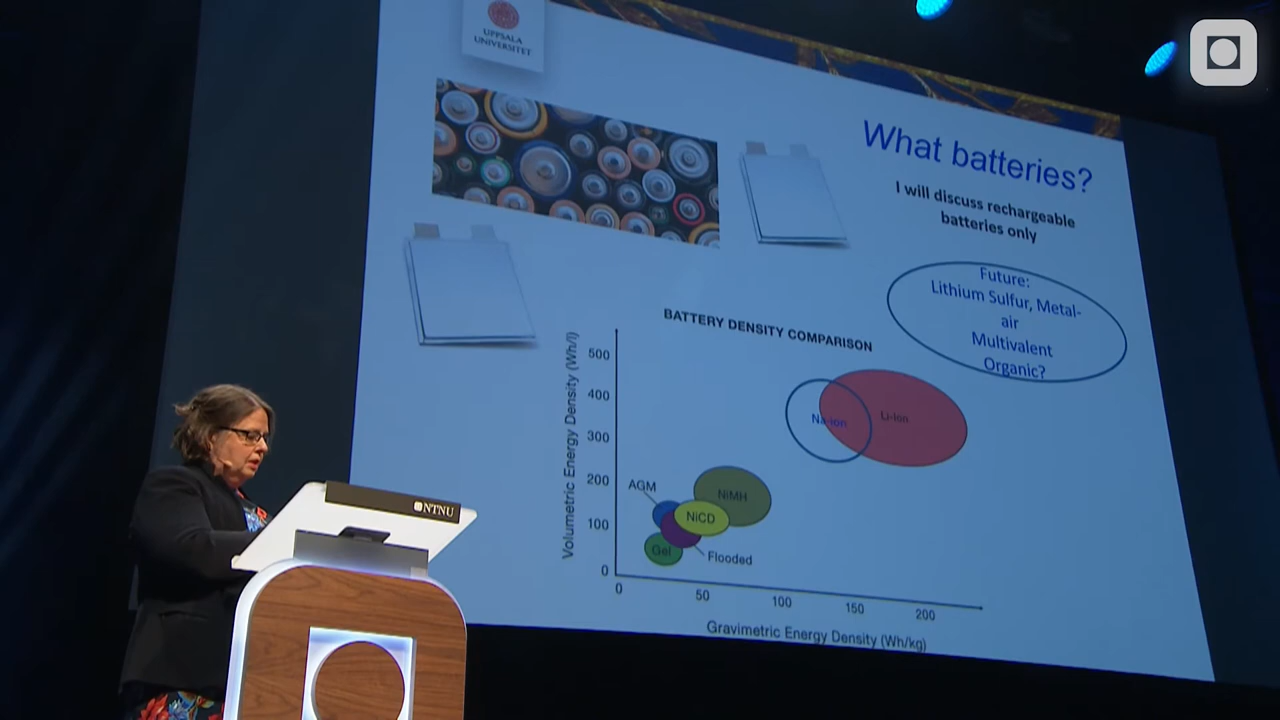 UPPSALA
UNIVERSITET
What batteries?
I will discuss rechargeable
batteries only
Future:
Lithium Sulfur, Metal-
air
Multivalent
Organic?
BATTERY DENSITY COMPARISON
Volumetric Energy Density (Wh/l)
500
400
300
200
100
0
Na-ion
Li-Ion
AGM
NiMH
NiCD
Gel
Flooded
0
50
100
150
200
Gravimetric Energy Density (Wh/kg)
NTNU